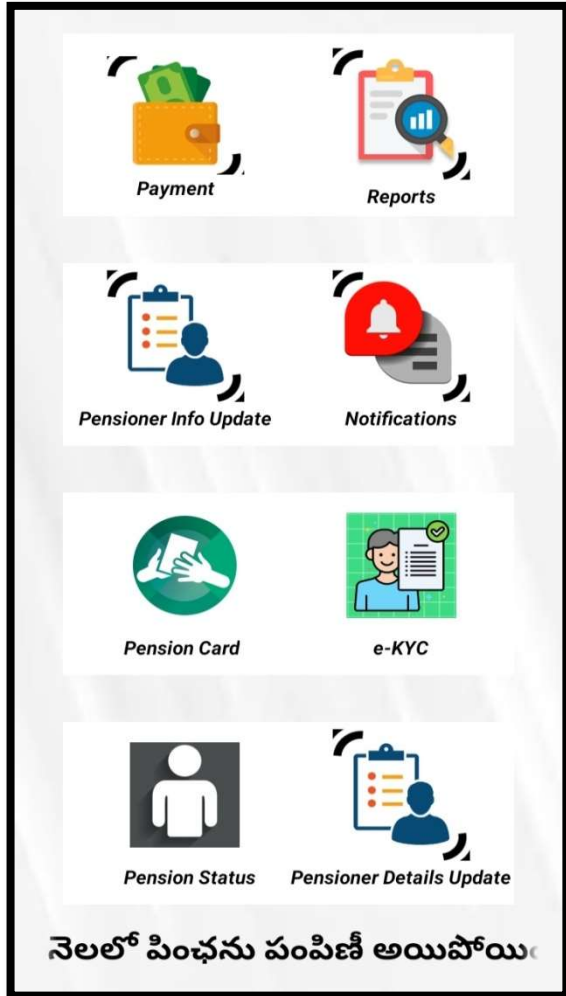 Payment
Reports
Pensioner Info Update
Notifications
Pension Card
e-KYC
Pension Status
Pensioner Details Update
నెలలో పింఛను పంపిణీ అయిపోయిం